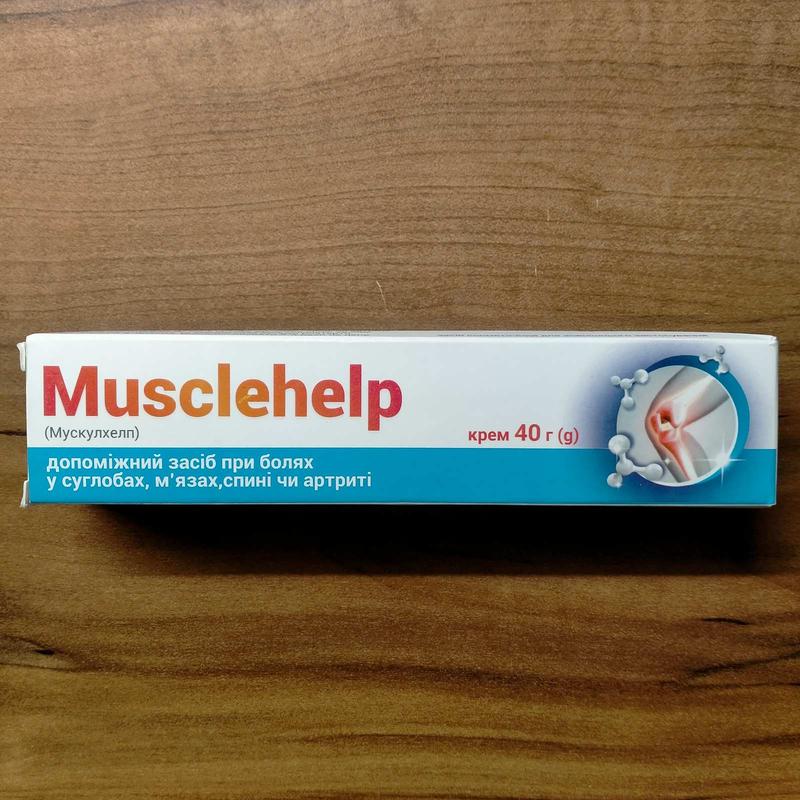 Musclehelp
(Мускулхелп)
крем 40 г (g)
допоміжний засіб при болях
у суглобах, м'язах,спині чи артриті